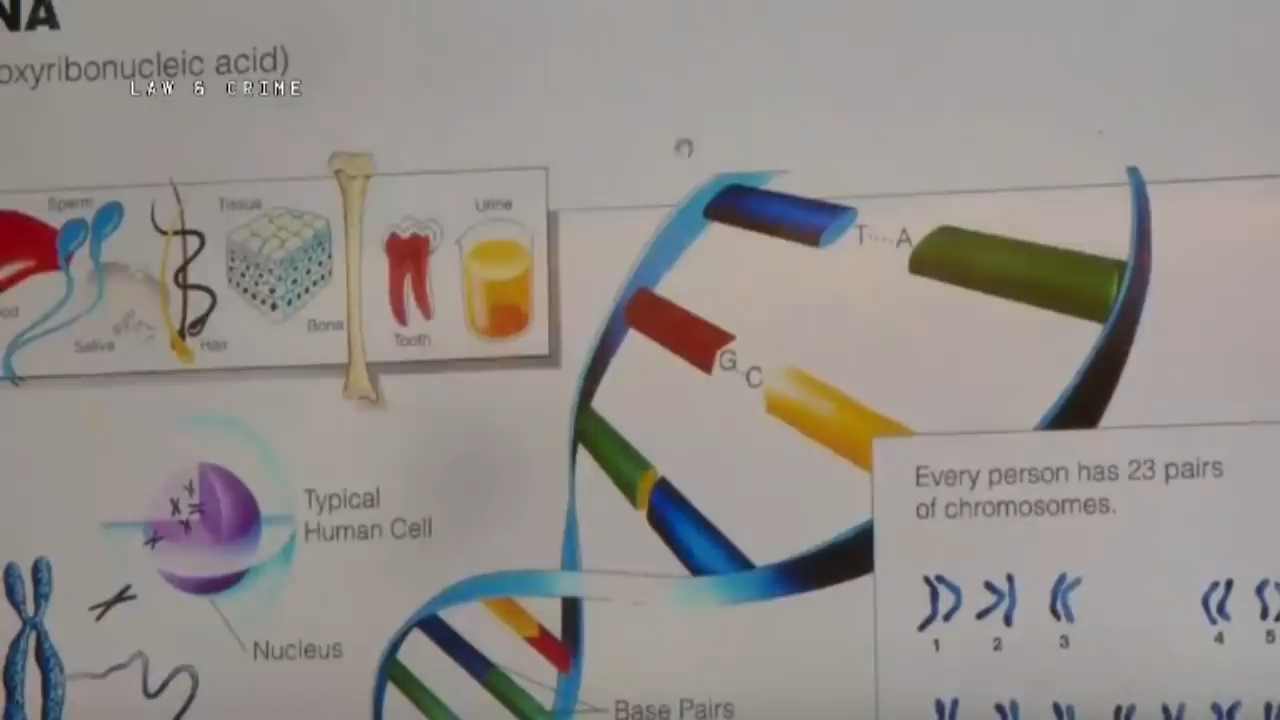 NA
oxyribonucleic acid)
LAW & CRIME
Sperm
Tissue
Urine
Saliva
Hair
Bone
Tooth
T····A
G··C
Typical
Human Cell
Nucleus
Base Pairs
Every person has 23 pairs
of chromosomes.
1 2 3 4 5